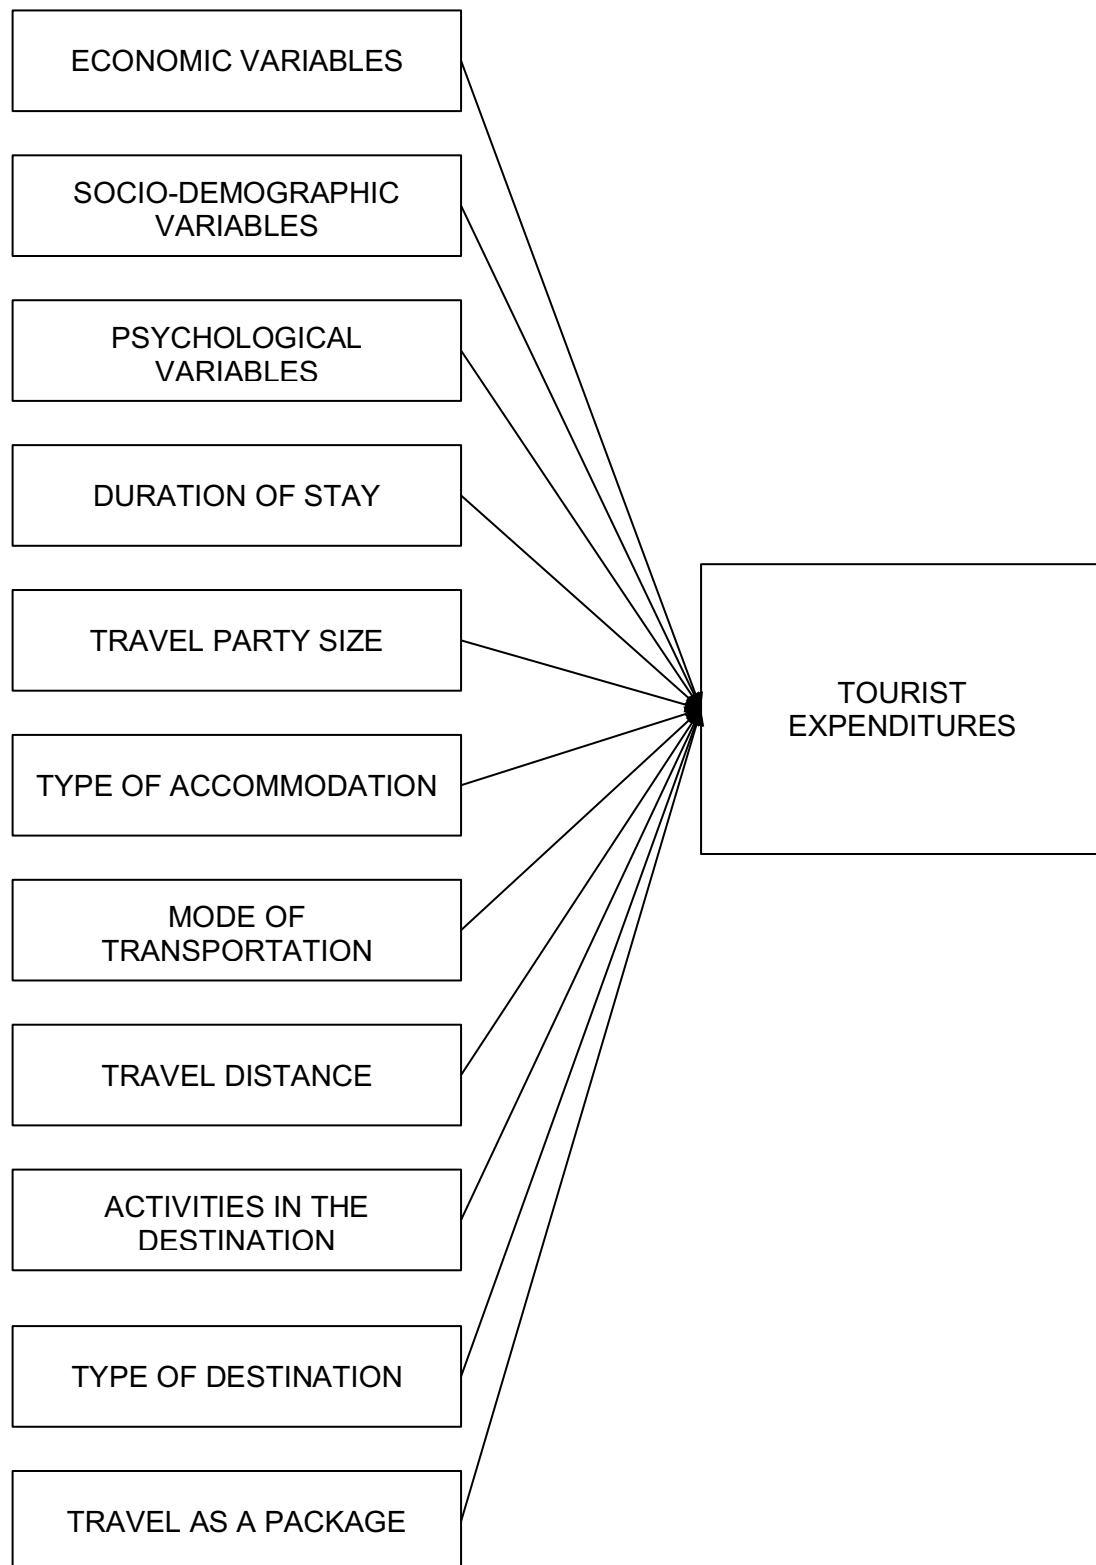 ECONOMIC VARIABLES
SOCIO-DEMOGRAPHIC
VARIABLES
PSYCHOLOGICAL
VARIABLES
DURATION OF STAY
TRAVEL PARTY SIZE
TYPE OF ACCOMMODATION
MODE OF
TRANSPORTATION
TRAVEL DISTANCE
ACTIVITIES IN THE
DESTINATION
TYPE OF DESTINATION
TRAVEL AS A PACKAGE
TOURIST
EXPENDITURES